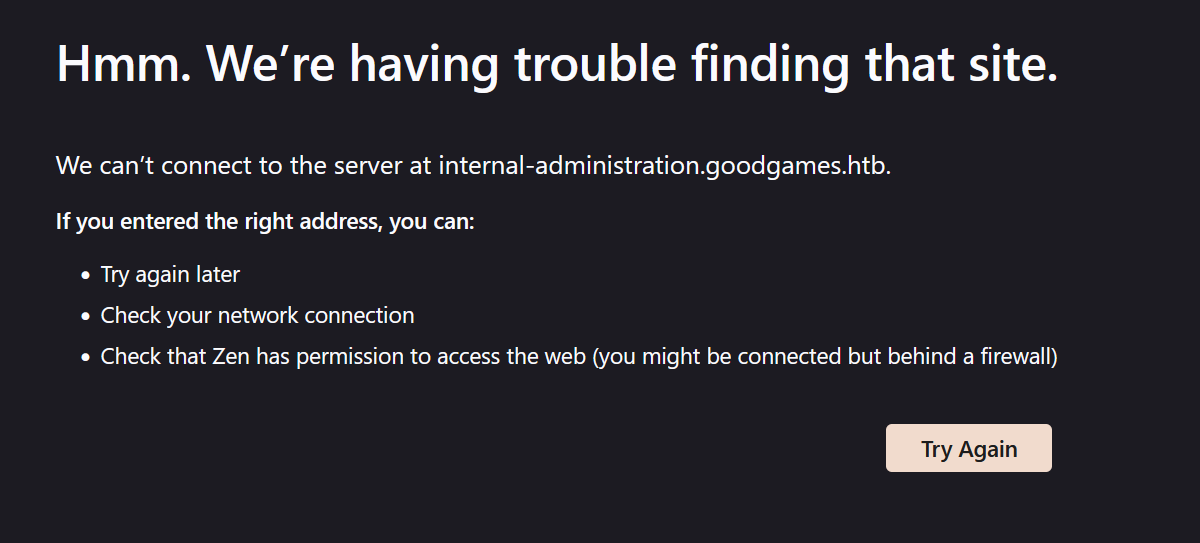 Hmm. We’re having trouble finding that site.
We can’t connect to the server at internal-administration.goodgames.htb.
If you entered the right address, you can:
• Try again later
• Check your network connection
• Check that Zen has permission to access the web (you might be connected but behind a firewall)
Try Again